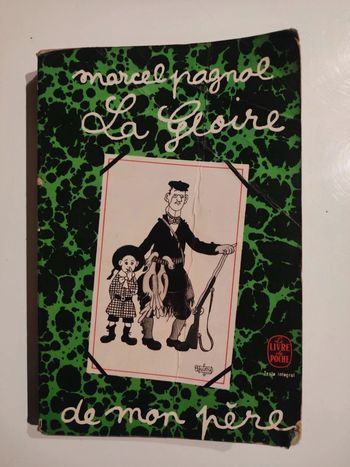 marcel pagnol
La Gloire
LE
LIVRE
de
POCHE
Texte intégral
de mon père